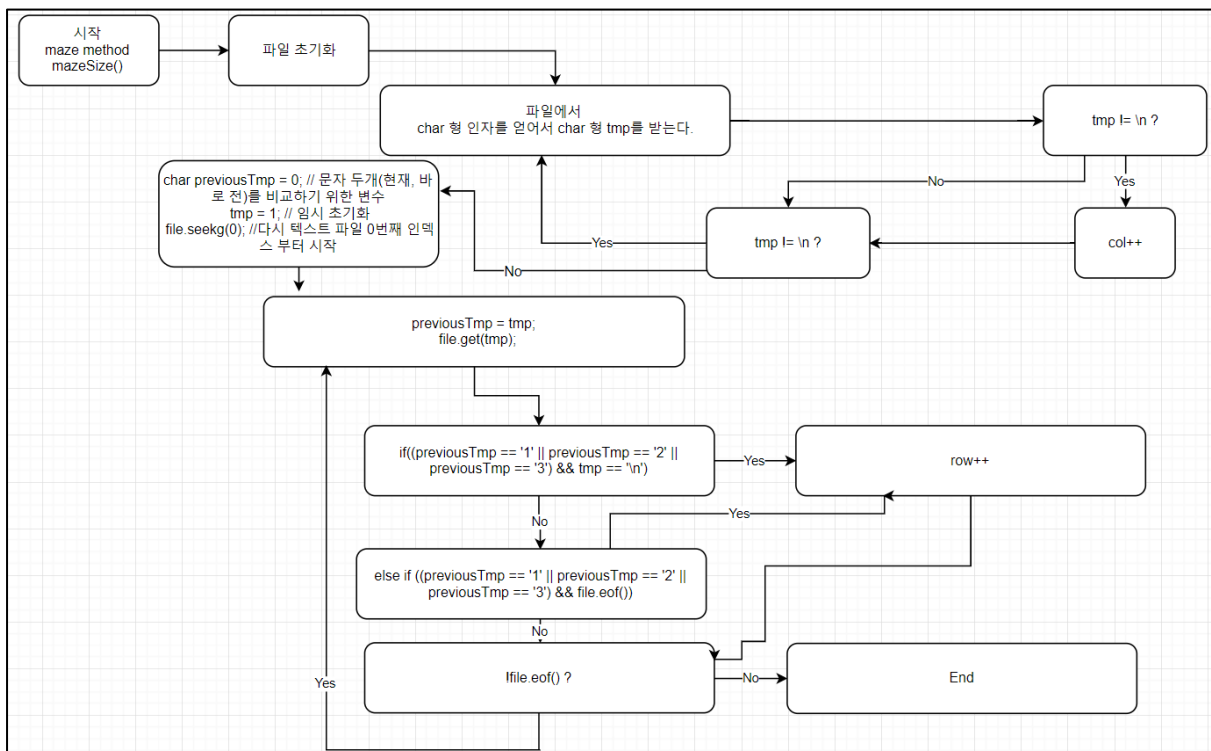 시작
maze method
mazeSize()
파일 초기화
파일에서
char 형 인자를 얻어서 char 형 tmp를 받는다.
tmp != \n ?
No
Yes
char previousTmp = 0; // 문자 두개(현재, 바
로 전)를 비교하기 위한 변수
tmp = 1; // 임시 초기화
file.seekg(0); //다시 텍스트 파일 0번째 인덱
스 부터 시작
Yes
tmp != \n ?
col++
No
previousTmp = tmp;
file.get(tmp);
if((previousTmp == '1' || previousTmp == '2' ||
previousTmp == '3') && tmp == '\n')
Yes
row++
No
Yes
else if ((previousTmp == '1' || previousTmp == '2' ||
previousTmp == '3') && file.eof())
No
!file.eof() ?
Yes
No
End